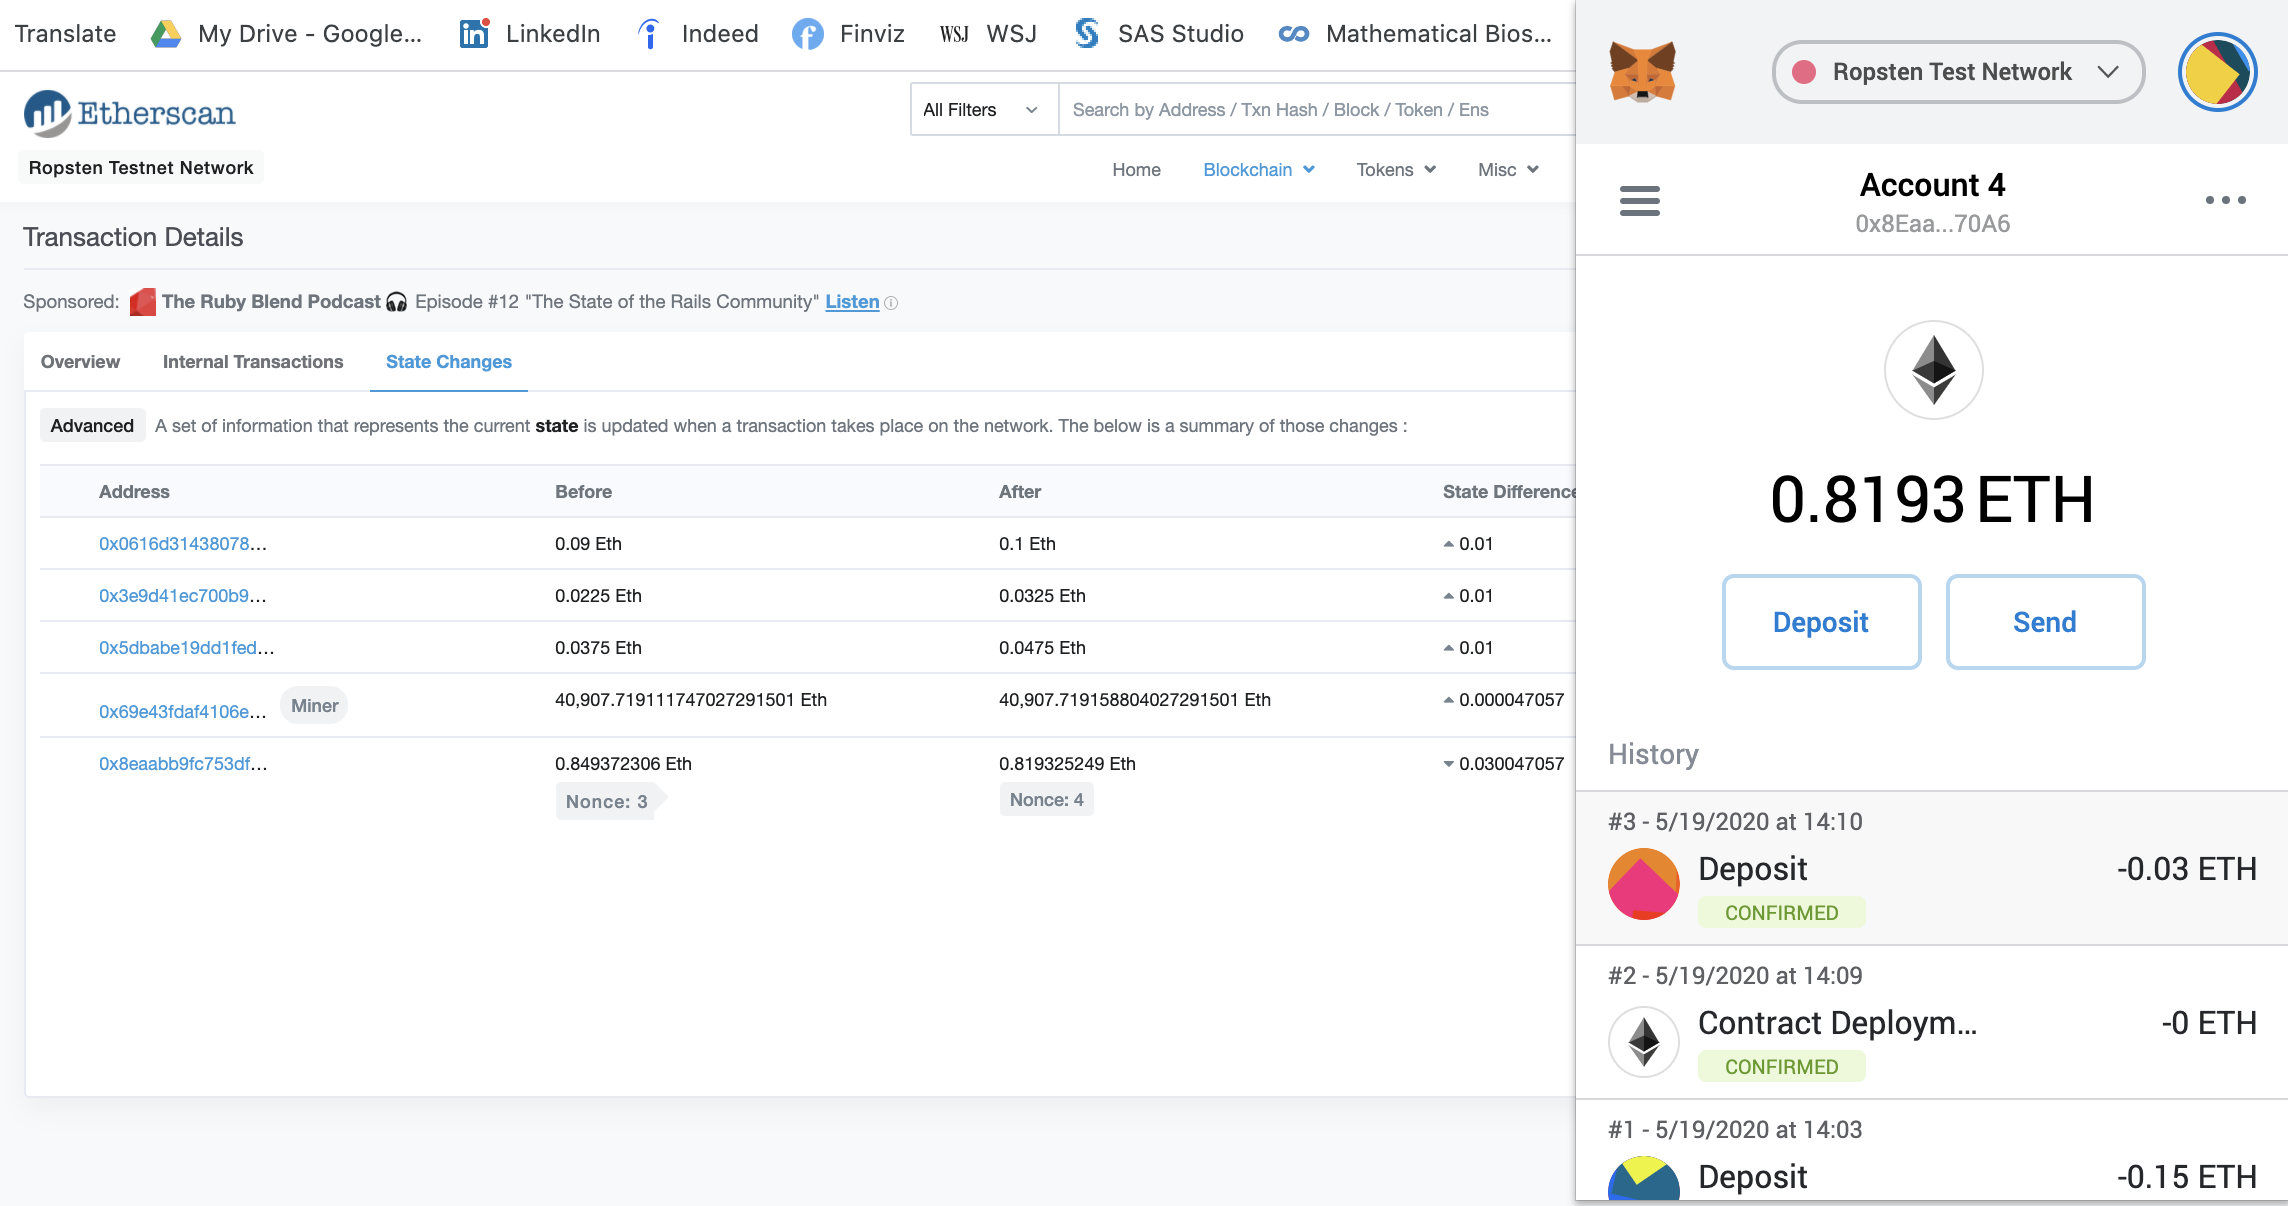 Translate My Drive - Google... LinkedIn Indeed Finviz WSJ WSJ SAS Studio Mathematical Bios...
Etherscan
All Filters Search by Address / Txn Hash / Block / Token / Ens
Ropsten Testnet Network
Home Blockchain Tokens Misc
Transaction Details
Sponsored: The Ruby Blend Podcast Episode #12 "The State of the Rails Community" Listen
Overview Internal Transactions State Changes
Advanced A set of information that represents the current state is updated when a transaction takes place on the network. The below is a summary of those changes :
Address Before After State Difference
0x0616d31438078... 0.09 Eth 0.1 Eth 0.01
0x3e9d41ec700b9... 0.0225 Eth 0.0325 Eth 0.01
0x5dbabe19dd1fed... 0.0375 Eth 0.0475 Eth 0.01
0x69e43fdaf4106e... Miner 40,907.719111747027291501 Eth 40,907.719158804027291501 Eth 0.000047057
0x8eaabb9fc753df... 0.849372306 Eth 0.819325249 Eth 0.030047057
Nonce: 3 Nonce: 4
Ropsten Test Network
Account 4
0x8Eaa...70A6
0.8193 ETH
Deposit Send
History
#3 - 5/19/2020 at 14:10
Deposit -0.03 ETH
CONFIRMED
#2 - 5/19/2020 at 14:09
Contract Deploym... -0 ETH
CONFIRMED
#1 - 5/19/2020 at 14:03
Deposit -0.15 ETH